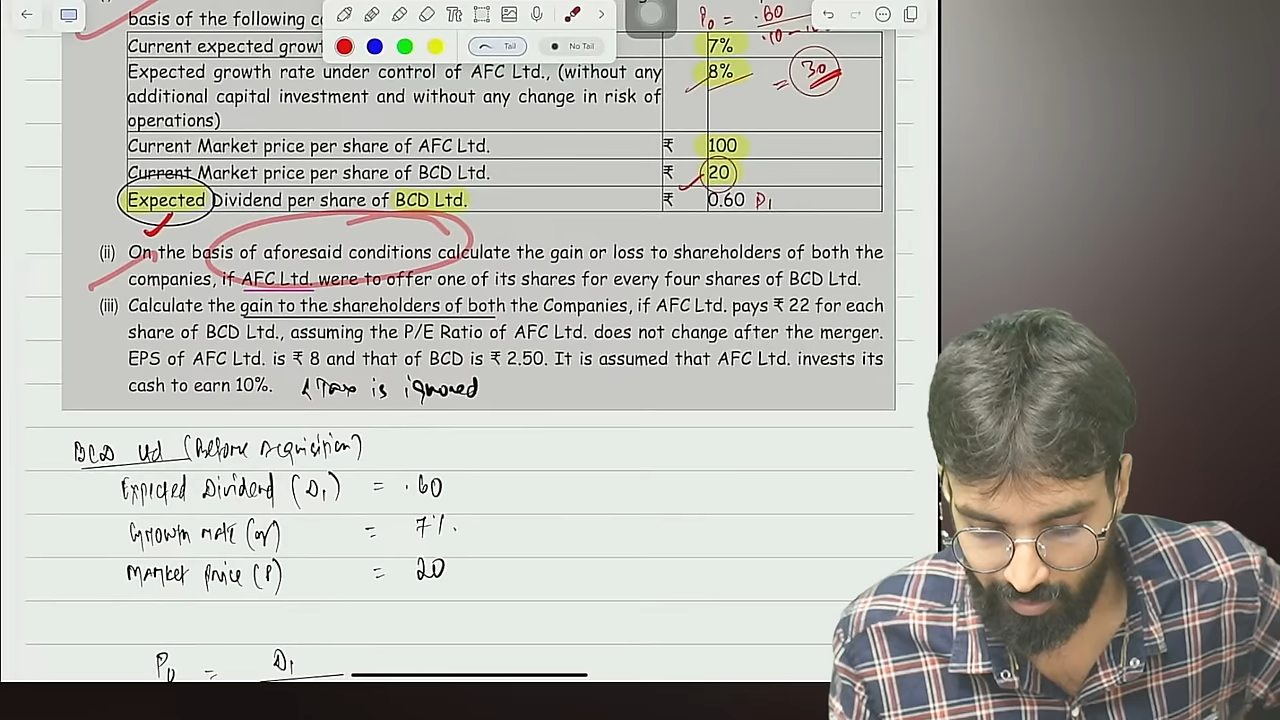 basis of the following
P₀ = .60
.10 -
Tail
No Tail
Current expected growt 7%
Expected growth rate under control of AFC Ltd., (without any 8% = 30
additional capital investment and without any change in risk of
operations)
Current Market price per share of AFC Ltd. ₹ 100
Current Market price per share of BCD Ltd. ₹ 20
Expected Dividend per share of BCD Ltd. ₹ 0.60 D₁
(ii) On the basis of aforesaid conditions calculate the gain or loss to shareholders of both the
companies, if AFC Ltd. were to offer one of its shares for every four shares of BCD Ltd.
(iii) Calculate the gain to the shareholders of both the Companies, if AFC Ltd. pays ₹ 22 for each
share of BCD Ltd., assuming the P/E Ratio of AFC Ltd. does not change after the merger.
EPS of AFC Ltd. is ₹ 8 and that of BCD is ₹ 2.50. It is assumed that AFC Ltd. invests its
cash to earn 10%. Tax is ignored
BCD Ltd (Before Acquisition)
Expected Dividend (D₁) = .60
Growth rate (g) = 7%.
Market price (P) = 20
P₀ = D₁